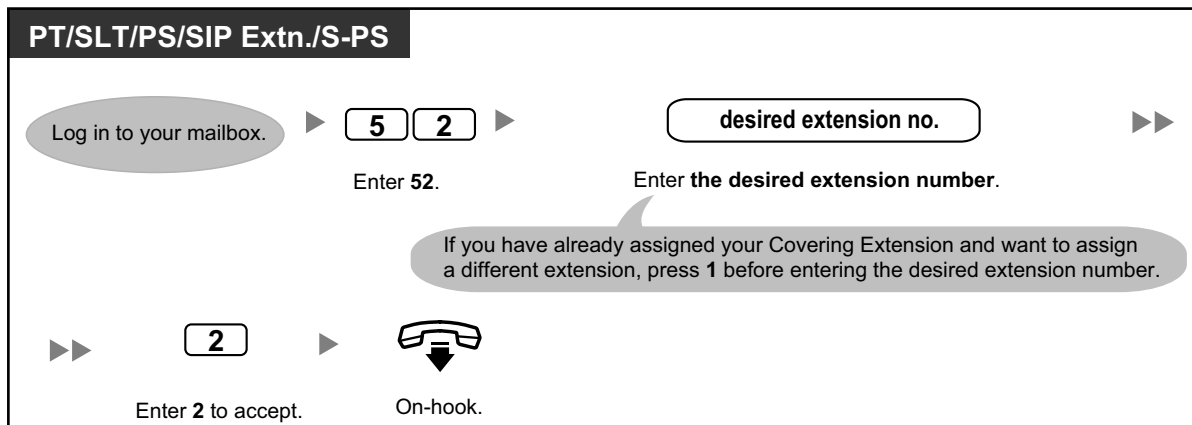 PT/SLT/PS/SIP Extn./S-PS
Log in to your mailbox.
5 2
desired extension no.
Enter 52.
Enter the desired extension number.
If you have already assigned your Covering Extension and want to assign
a different extension, press 1 before entering the desired extension number.
2
Enter 2 to accept.
On-hook.